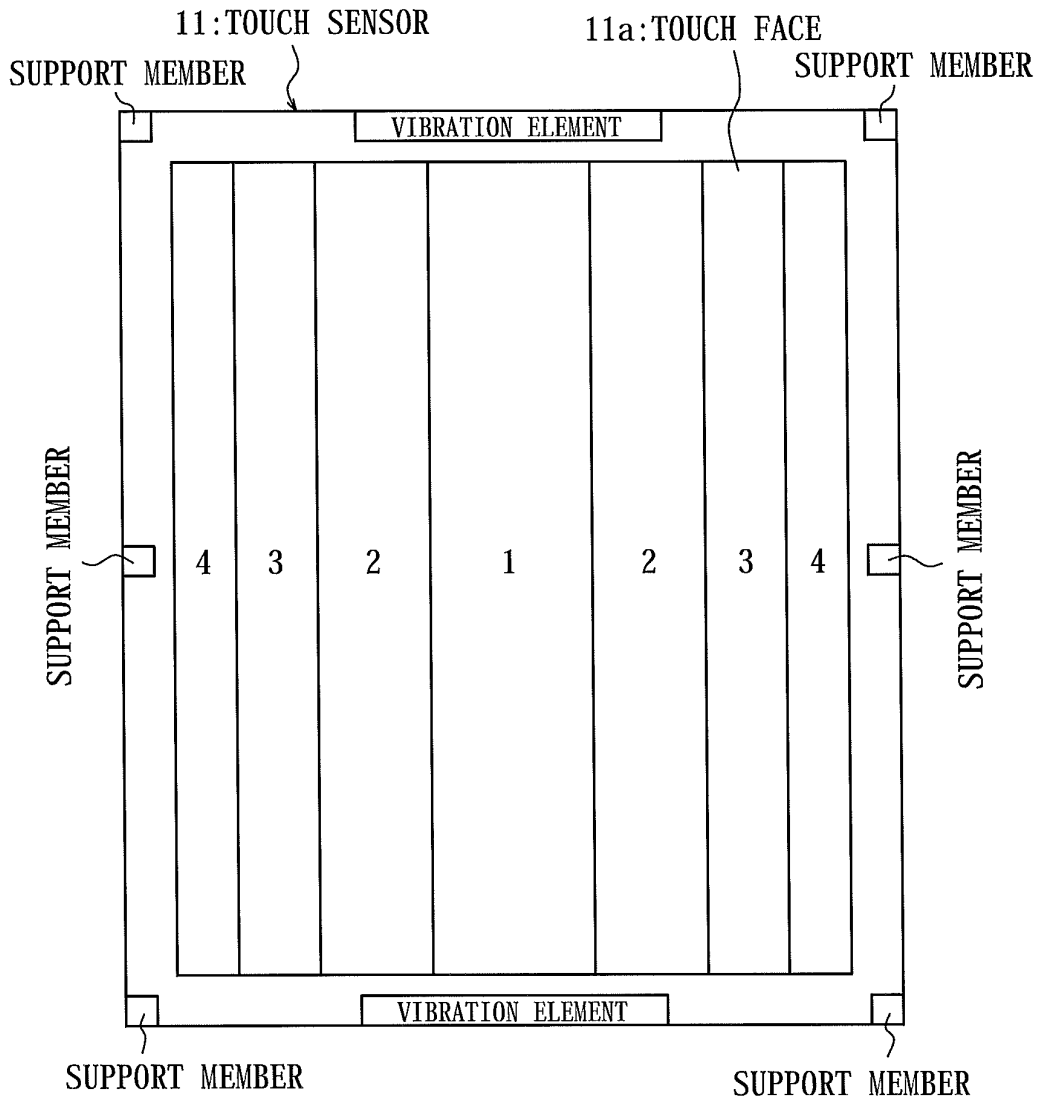 11:TOUCH SENSOR
11a:TOUCH FACE
SUPPORT MEMBER
SUPPORT MEMBER
VIBRATION ELEMENT
SUPPORT MEMBER
4 3 2 1 2 3 4
SUPPORT MEMBER
VIBRATION ELEMENT
SUPPORT MEMBER
SUPPORT MEMBER